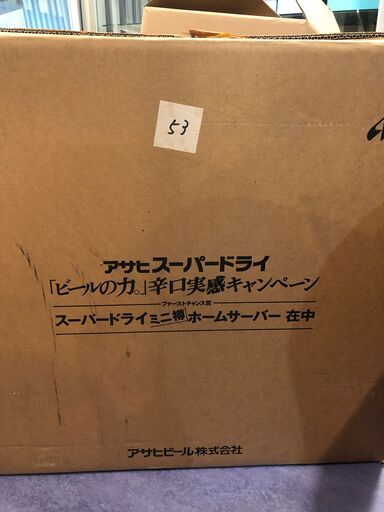 53
アサヒスーパードライ
「ビールの力。」辛口実感キャンペーン
ファーストチャンス賞
スーパードライミニ樽ホームサーバー 在中
アサヒビール株式会社